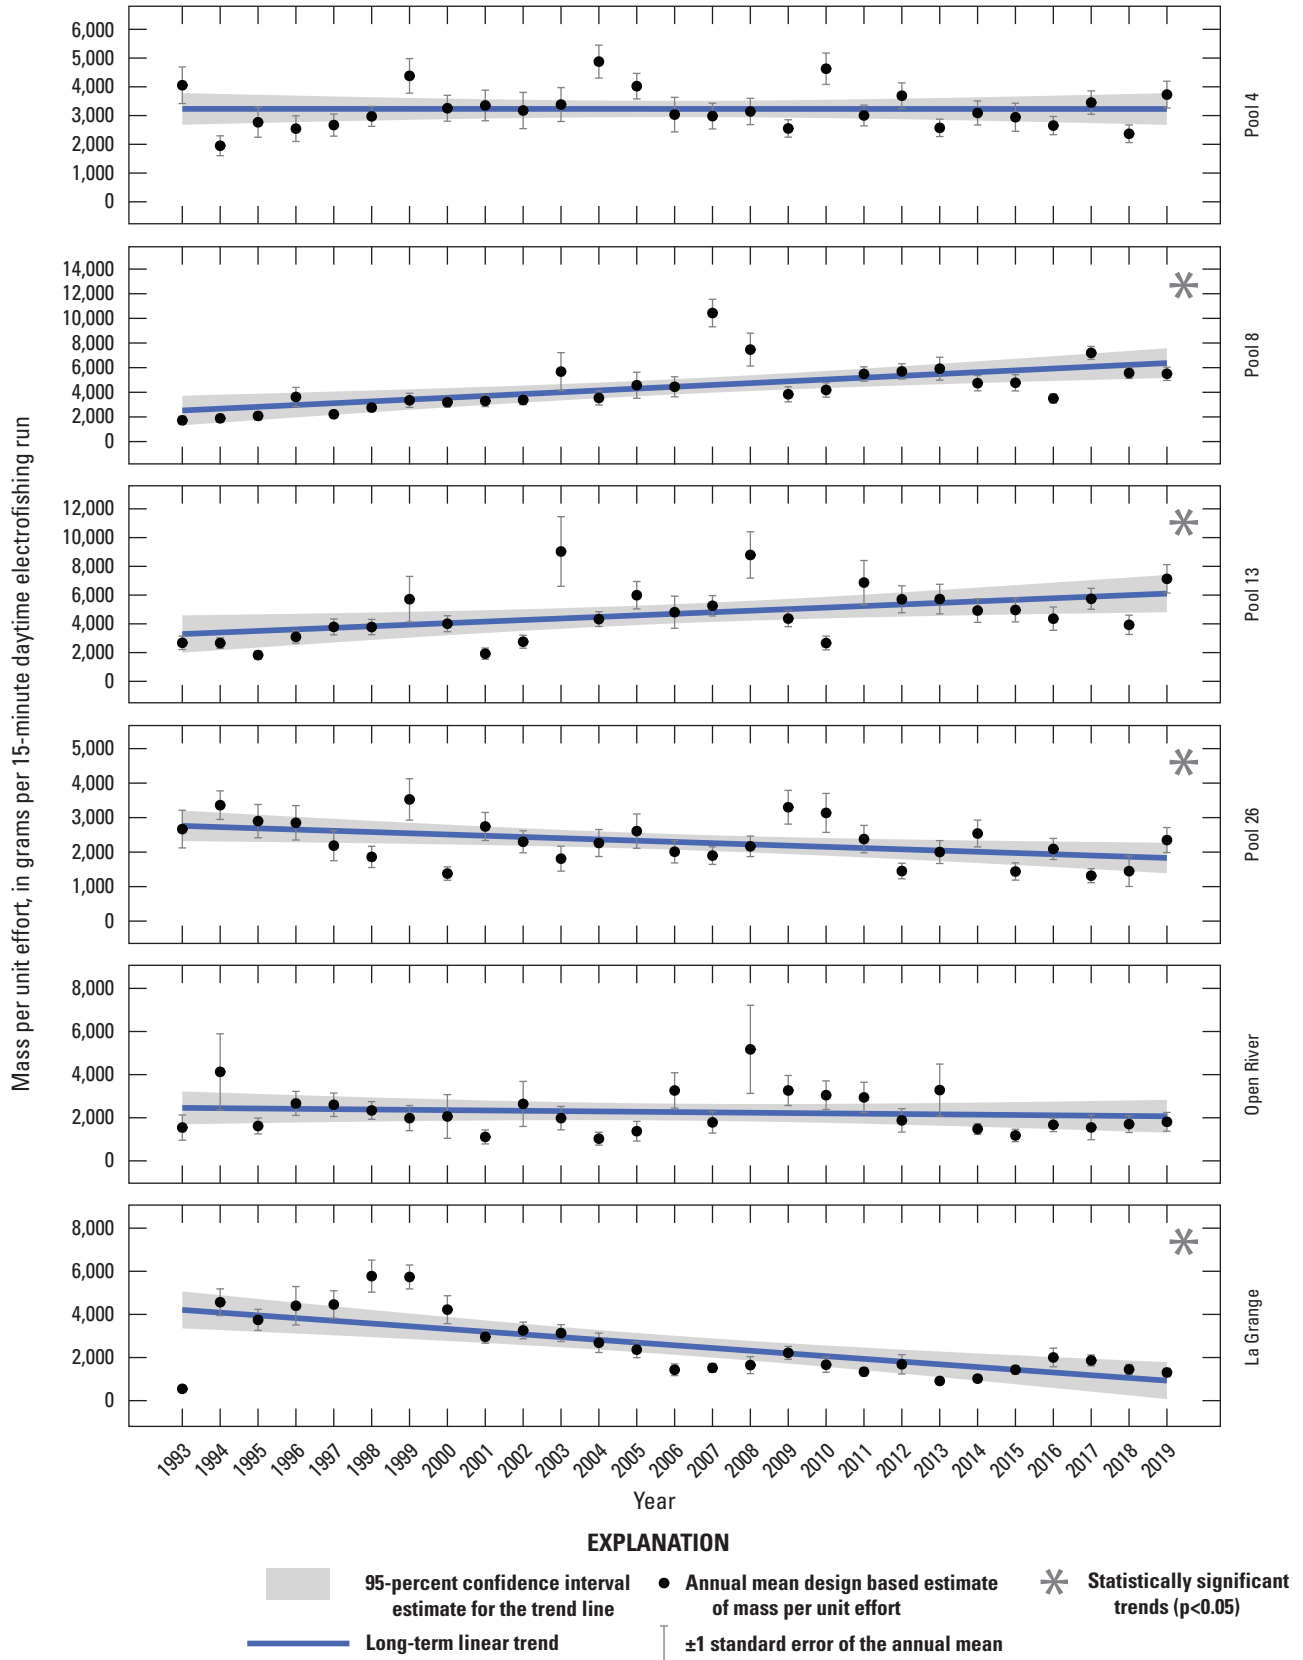 Mass per unit effort, in grams per 15-minute daytime electrofishing run
6,000
5,000
4,000
3,000
2,000
1,000
0
Pool 4
14,000
12,000
10,000
8,000
6,000
4,000
2,000
0
Pool 8
12,000
10,000
8,000
6,000
4,000
2,000
0
Pool 13
5,000
4,000
3,000
2,000
1,000
0
Pool 26
8,000
6,000
4,000
2,000
0
Open River
8,000
6,000
4,000
2,000
0
La Grange
1993 1994 1995 1996 1997 1998 1999 2000 2001 2002 2003 2004 2005 2006 2007 2008 2009 2010 2011 2012 2013 2014 2015 2016 2017 2018 2019
Year
EXPLANATION
95-percent confidence interval
estimate for the trend line
Annual mean design based estimate
of mass per unit effort
Statistically significant
trends (p<0.05)
Long-term linear trend
±1 standard error of the annual mean